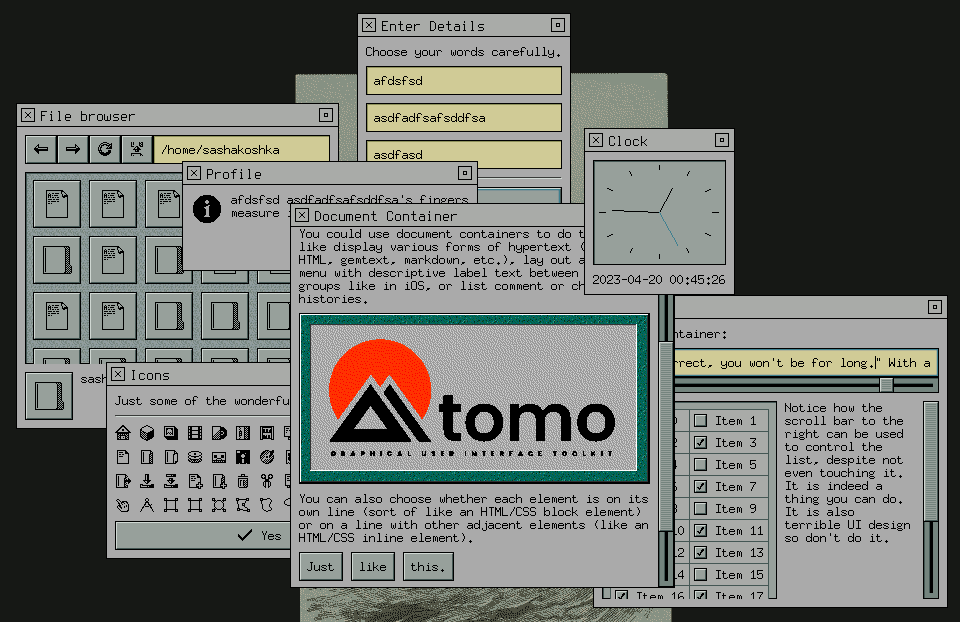 Enter Details
Choose your words carefully.
afdsfsd
asdfadfsafsddfsa
asdfasd
File browser
/home/sashakoshka
sash
Profile
afdsfsd asdfadfsafsddfsa's fingers
measure
Clock
2023-04-20 00:45:26
Document Container
You could use document containers to do t
like display various forms of hypertext (
HTML, gemtext, markdown, etc.), lay out a
menu with descriptive label text between
groups like in iOS, or list comment or ch
histories.
tomo
GRAPHICAL USER INTERFACE TOOLKIT
You can also choose whether each element is on its
own line (sort of like an HTML/CSS block element)
or on a line with other adjacent elements (like an
HTML/CSS inline element).
Just
like
this.
Icons
Just some of the wonderfu
Yes
ntainer:
rrect, you won't be for long." With a
Item 1
Item 3
Item 5
Item 7
Item 9
Item 11
Item 13
Item 15
Item 16
Item 17
Notice how the
scroll bar to the
right can be used
to control the
list, despite not
even touching it.
It is indeed a
thing you can do.
It is also
terrible UI design
so don't do it.